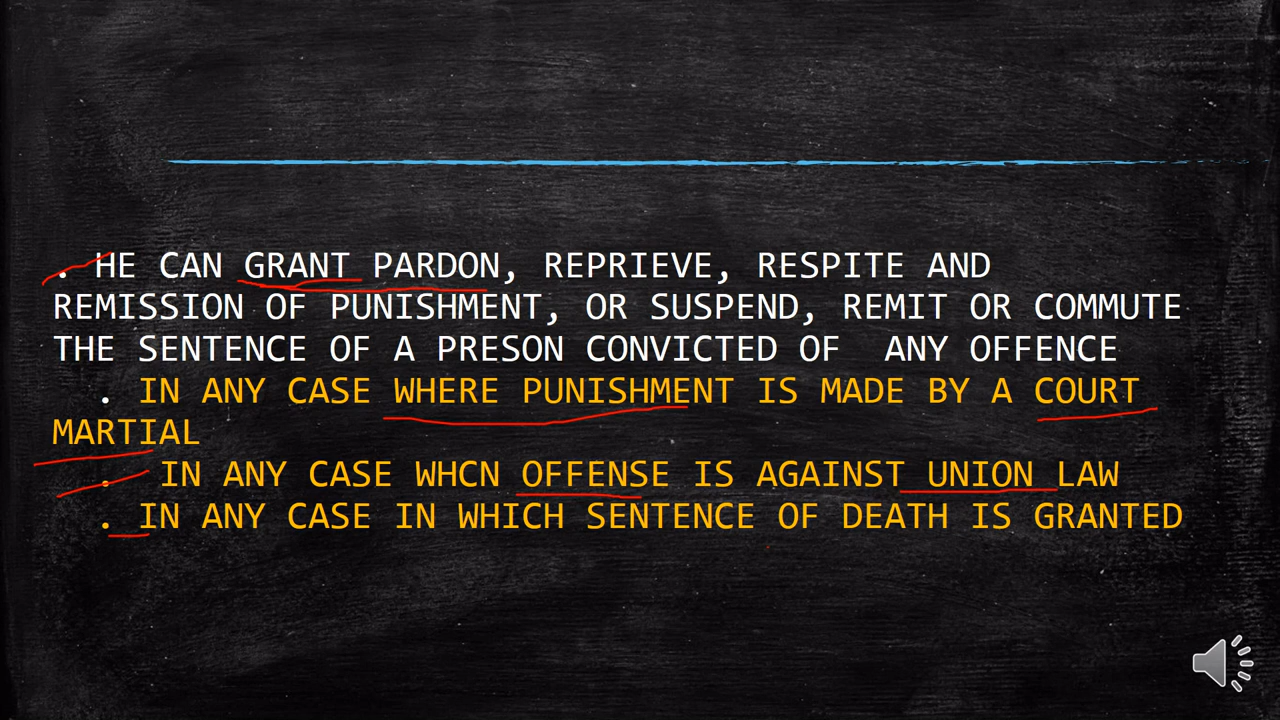 . HE CAN GRANT PARDON, REPRIEVE, RESPITE AND
REMISSION OF PUNISHMENT, OR SUSPEND, REMIT OR COMMUTE
THE SENTENCE OF A PRESON CONVICTED OF ANY OFFENCE
. IN ANY CASE WHERE PUNISHMENT IS MADE BY A COURT
MARTIAL
. IN ANY CASE WHCN OFFENSE IS AGAINST UNION LAW
. IN ANY CASE IN WHICH SENTENCE OF DEATH IS GRANTED